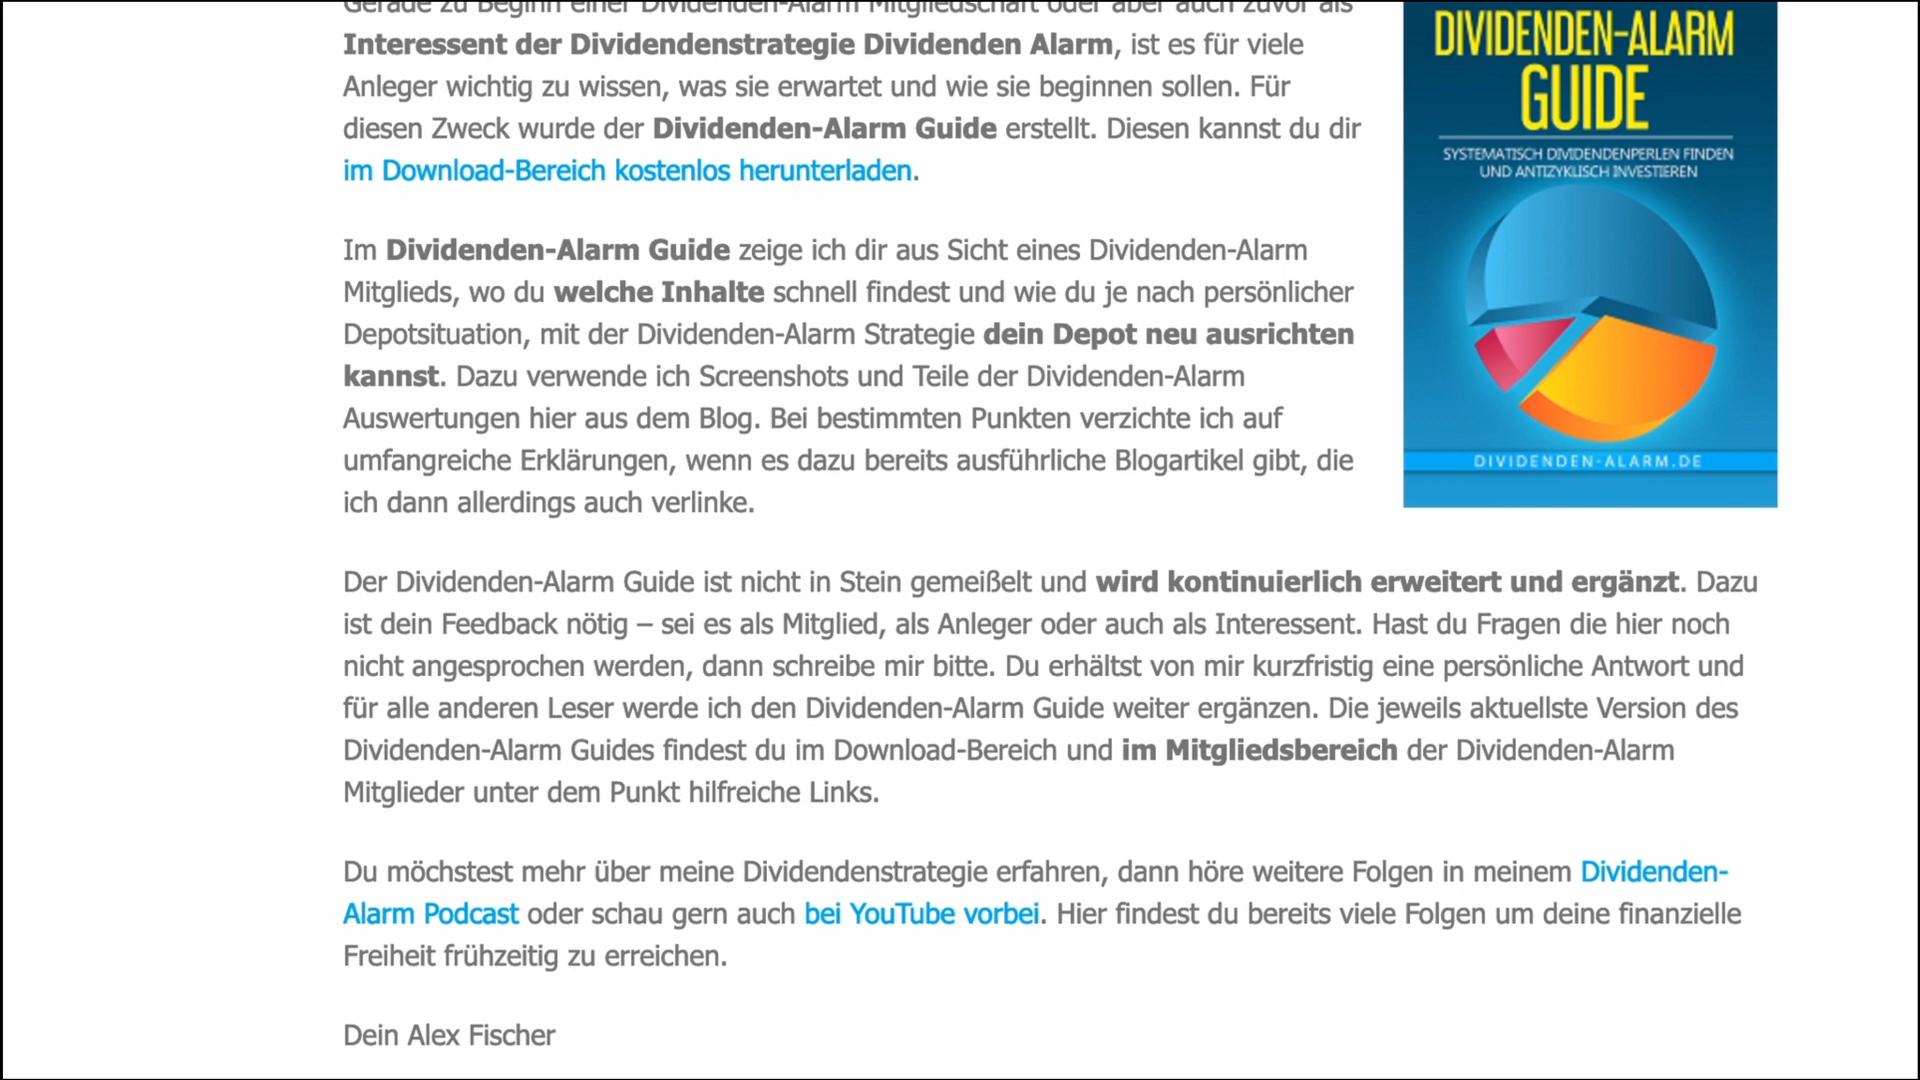 Gerade zu Beginn einer Dividenden-Alarm Mitgliedschaft oder aber auch zuvor als
Interessent der Dividendenstrategie Dividenden Alarm, ist es für viele
Anleger wichtig zu wissen, was sie erwartet und wie sie beginnen sollen. Für
diesen Zweck wurde der Dividenden-Alarm Guide erstellt. Diesen kannst du dir
im Download-Bereich kostenlos herunterladen.
Im Dividenden-Alarm Guide zeige ich dir aus Sicht eines Dividenden-Alarm
Mitglieds, wo du welche Inhalte schnell findest und wie du je nach persönlicher
Depotsituation, mit der Dividenden-Alarm Strategie dein Depot neu ausrichten
kannst. Dazu verwende ich Screenshots und Teile der Dividenden-Alarm
Auswertungen hier aus dem Blog. Bei bestimmten Punkten verzichte ich auf
umfangreiche Erklärungen, wenn es dazu bereits ausführliche Blogartikel gibt, die
ich dann allerdings auch verlinke.
DIVIDENDEN-ALARM
GUIDE
SYSTEMATISCH DIVIDENDENPERLEN FINDEN
UND ANTIZYKLISCH INVESTIEREN
DIVIDENDEN-ALARM.DE
Der Dividenden-Alarm Guide ist nicht in Stein gemeißelt und wird kontinuierlich erweitert und ergänzt. Dazu
ist dein Feedback nötig – sei es als Mitglied, als Anleger oder auch als Interessent. Hast du Fragen die hier noch
nicht angesprochen werden, dann schreibe mir bitte. Du erhältst von mir kurzfristig eine persönliche Antwort und
für alle anderen Leser werde ich den Dividenden-Alarm Guide weiter ergänzen. Die jeweils aktuellste Version des
Dividenden-Alarm Guides findest du im Download-Bereich und im Mitgliedsbereich der Dividenden-Alarm
Mitglieder unter dem Punkt hilfreiche Links.
Du möchstest mehr über meine Dividendenstrategie erfahren, dann höre weitere Folgen in meinem Dividenden-
Alarm Podcast oder schau gern auch bei YouTube vorbei. Hier findest du bereits viele Folgen um deine finanzielle
Freiheit frühzeitig zu erreichen.
Dein Alex Fischer